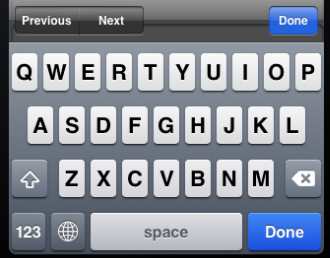 Previous Next Done
Q W E R T Y U I O P
A S D F G H J K L
Z X C V B N M
123 space Done